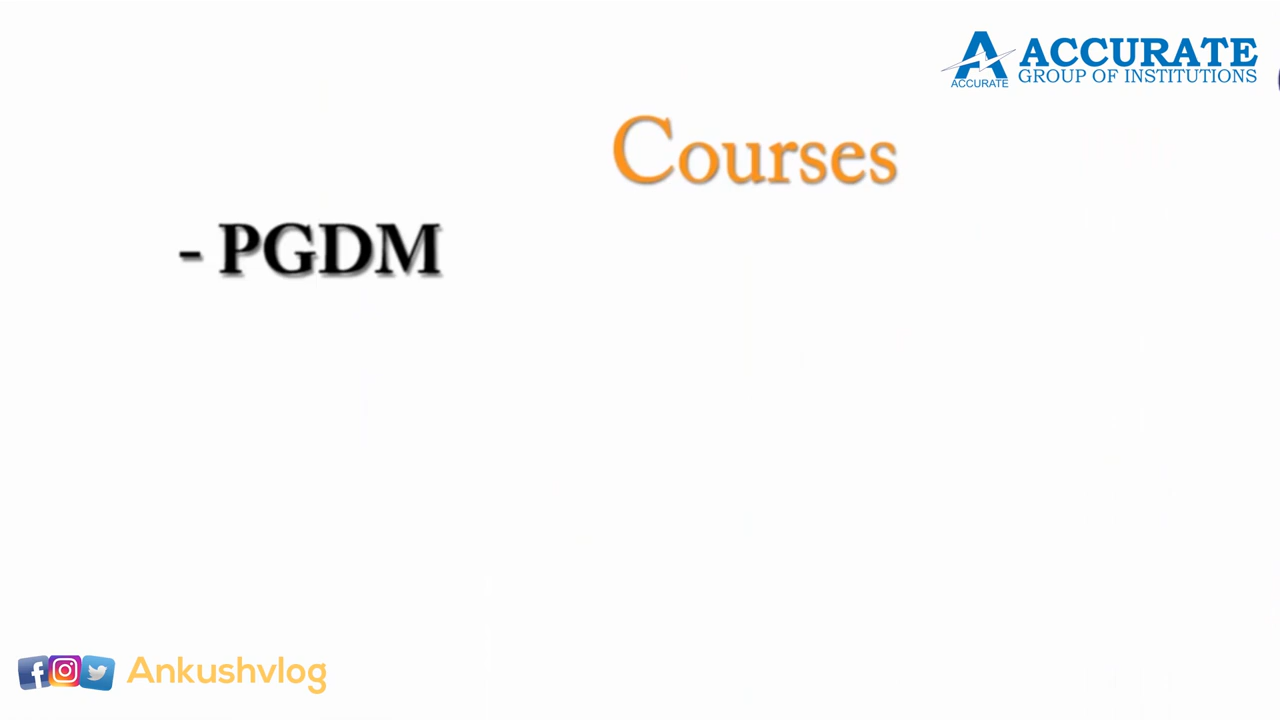 ACCURATE
GROUP OF INSTITUTIONS
ACCURATE
Courses
- PGDM
Ankushvlog